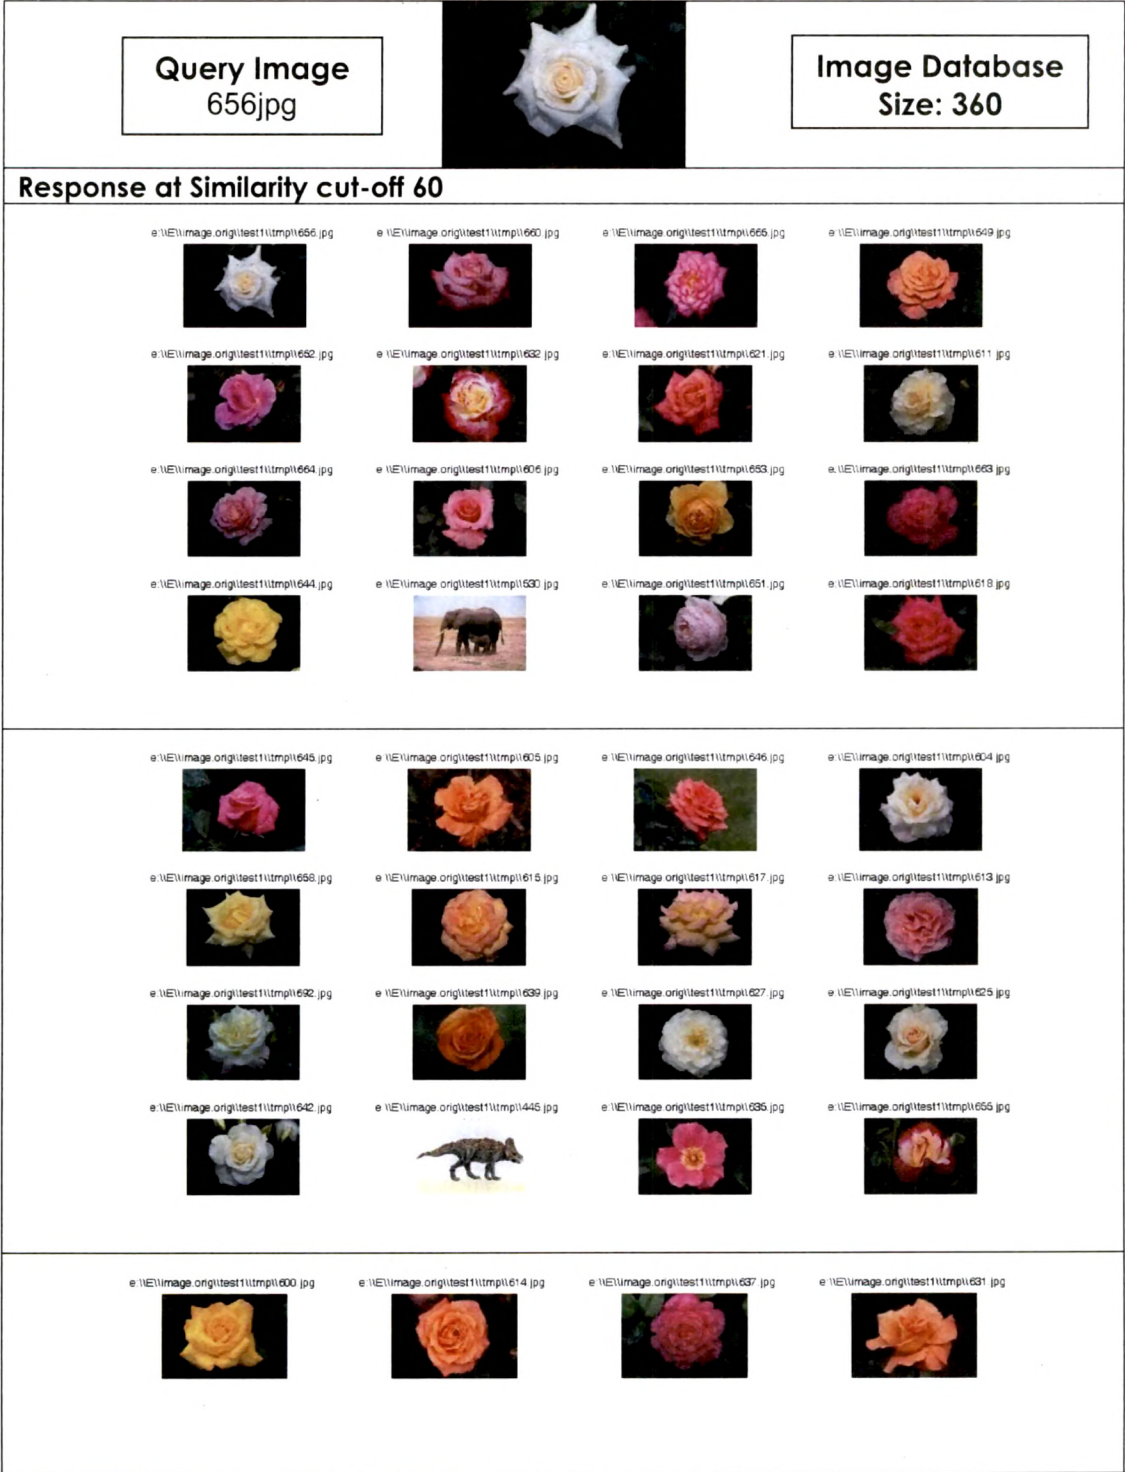 Query Image
656jpg
Image Database
Size: 360
Response at Similarity cut-off 60
e:\\E\\image.orig\\test1\\tmp\\656.jpg
e:\\E\\image.orig\\test1\\tmp\\660.jpg
e:\\E\\image.orig\\test1\\tmp\\665.jpg
e:\\E\\image.orig\\test1\\tmp\\649.jpg
e:\\E\\image.orig\\test1\\tmp\\652.jpg
e:\\E\\image.orig\\test1\\tmp\\632.jpg
e:\\E\\image.orig\\test1\\tmp\\621.jpg
e:\\E\\image.orig\\test1\\tmp\\611.jpg
e:\\E\\image.orig\\test1\\tmp\\664.jpg
e:\\E\\image.orig\\test1\\tmp\\606.jpg
e:\\E\\image.orig\\test1\\tmp\\653.jpg
e:\\E\\image.orig\\test1\\tmp\\663.jpg
e:\\E\\image.orig\\test1\\tmp\\644.jpg
e:\\E\\image.orig\\test1\\tmp\\530.jpg
e:\\E\\image.orig\\test1\\tmp\\651.jpg
e:\\E\\image.orig\\test1\\tmp\\618.jpg
e:\\E\\image.orig\\test1\\tmp\\645.jpg
e:\\E\\image.orig\\test1\\tmp\\605.jpg
e:\\E\\image.orig\\test1\\tmp\\646.jpg
e:\\E\\image.orig\\test1\\tmp\\604.jpg
e:\\E\\image.orig\\test1\\tmp\\658.jpg
e:\\E\\image.orig\\test1\\tmp\\615.jpg
e:\\E\\image.orig\\test1\\tmp\\617.jpg
e:\\E\\image.orig\\test1\\tmp\\613.jpg
e:\\E\\image.orig\\test1\\tmp\\692.jpg
e:\\E\\image.orig\\test1\\tmp\\639.jpg
e:\\E\\image.orig\\test1\\tmp\\627.jpg
e:\\E\\image.orig\\test1\\tmp\\625.jpg
e:\\E\\image.orig\\test1\\tmp\\642.jpg
e:\\E\\image.orig\\test1\\tmp\\445.jpg
e:\\E\\image.orig\\test1\\tmp\\635.jpg
e:\\E\\image.orig\\test1\\tmp\\655.jpg
e:\\E\\image.orig\\test1\\tmp\\600.jpg
e:\\E\\image.orig\\test1\\tmp\\614.jpg
e:\\E\\image.orig\\test1\\tmp\\637.jpg
e:\\E\\image.orig\\test1\\tmp\\631.jpg